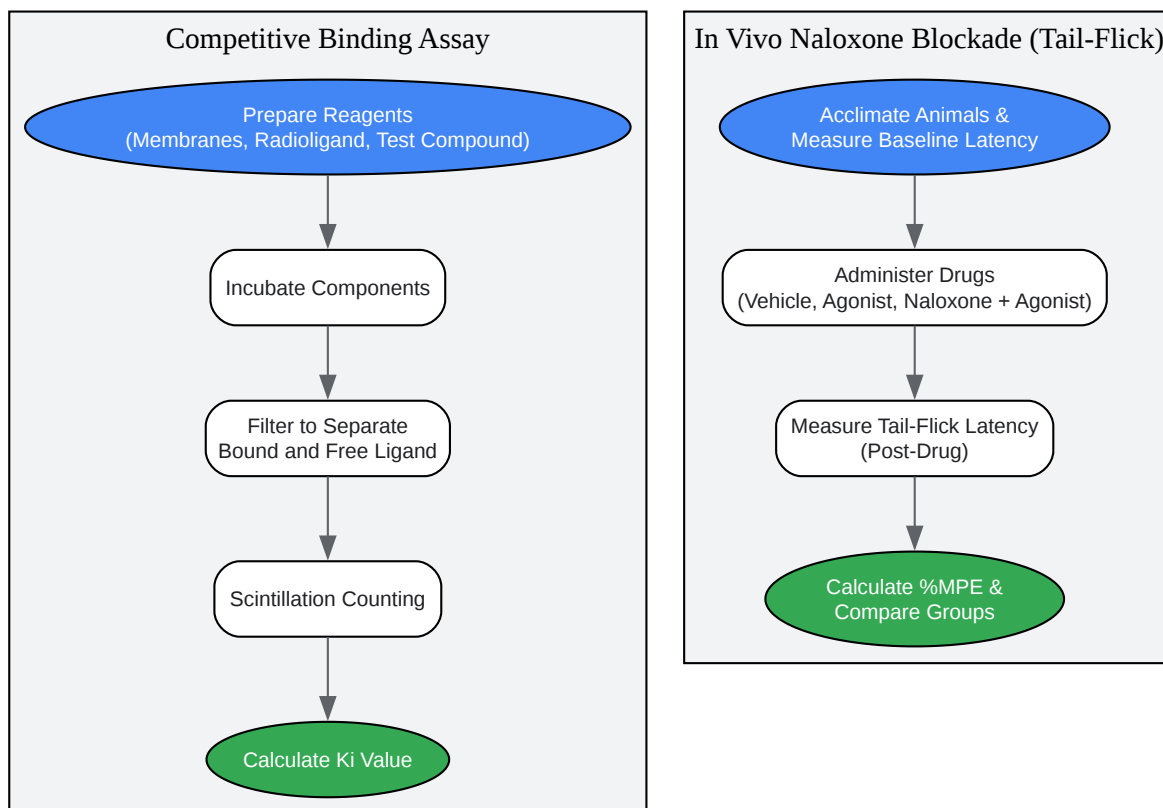 Competitive Binding Assay
Prepare Reagents
(Membranes, Radioligand, Test Compound)
Incubate Components
Filter to Separate
Bound and Free Ligand
Scintillation Counting
Calculate Ki Value
In Vivo Naloxone Blockade (Tail-Flick)
Acclimate Animals &
Measure Baseline Latency
Administer Drugs
(Vehicle, Agonist, Naloxone + Agonist)
Measure Tail-Flick Latency
(Post-Drug)
Calculate %MPE &
Compare Groups